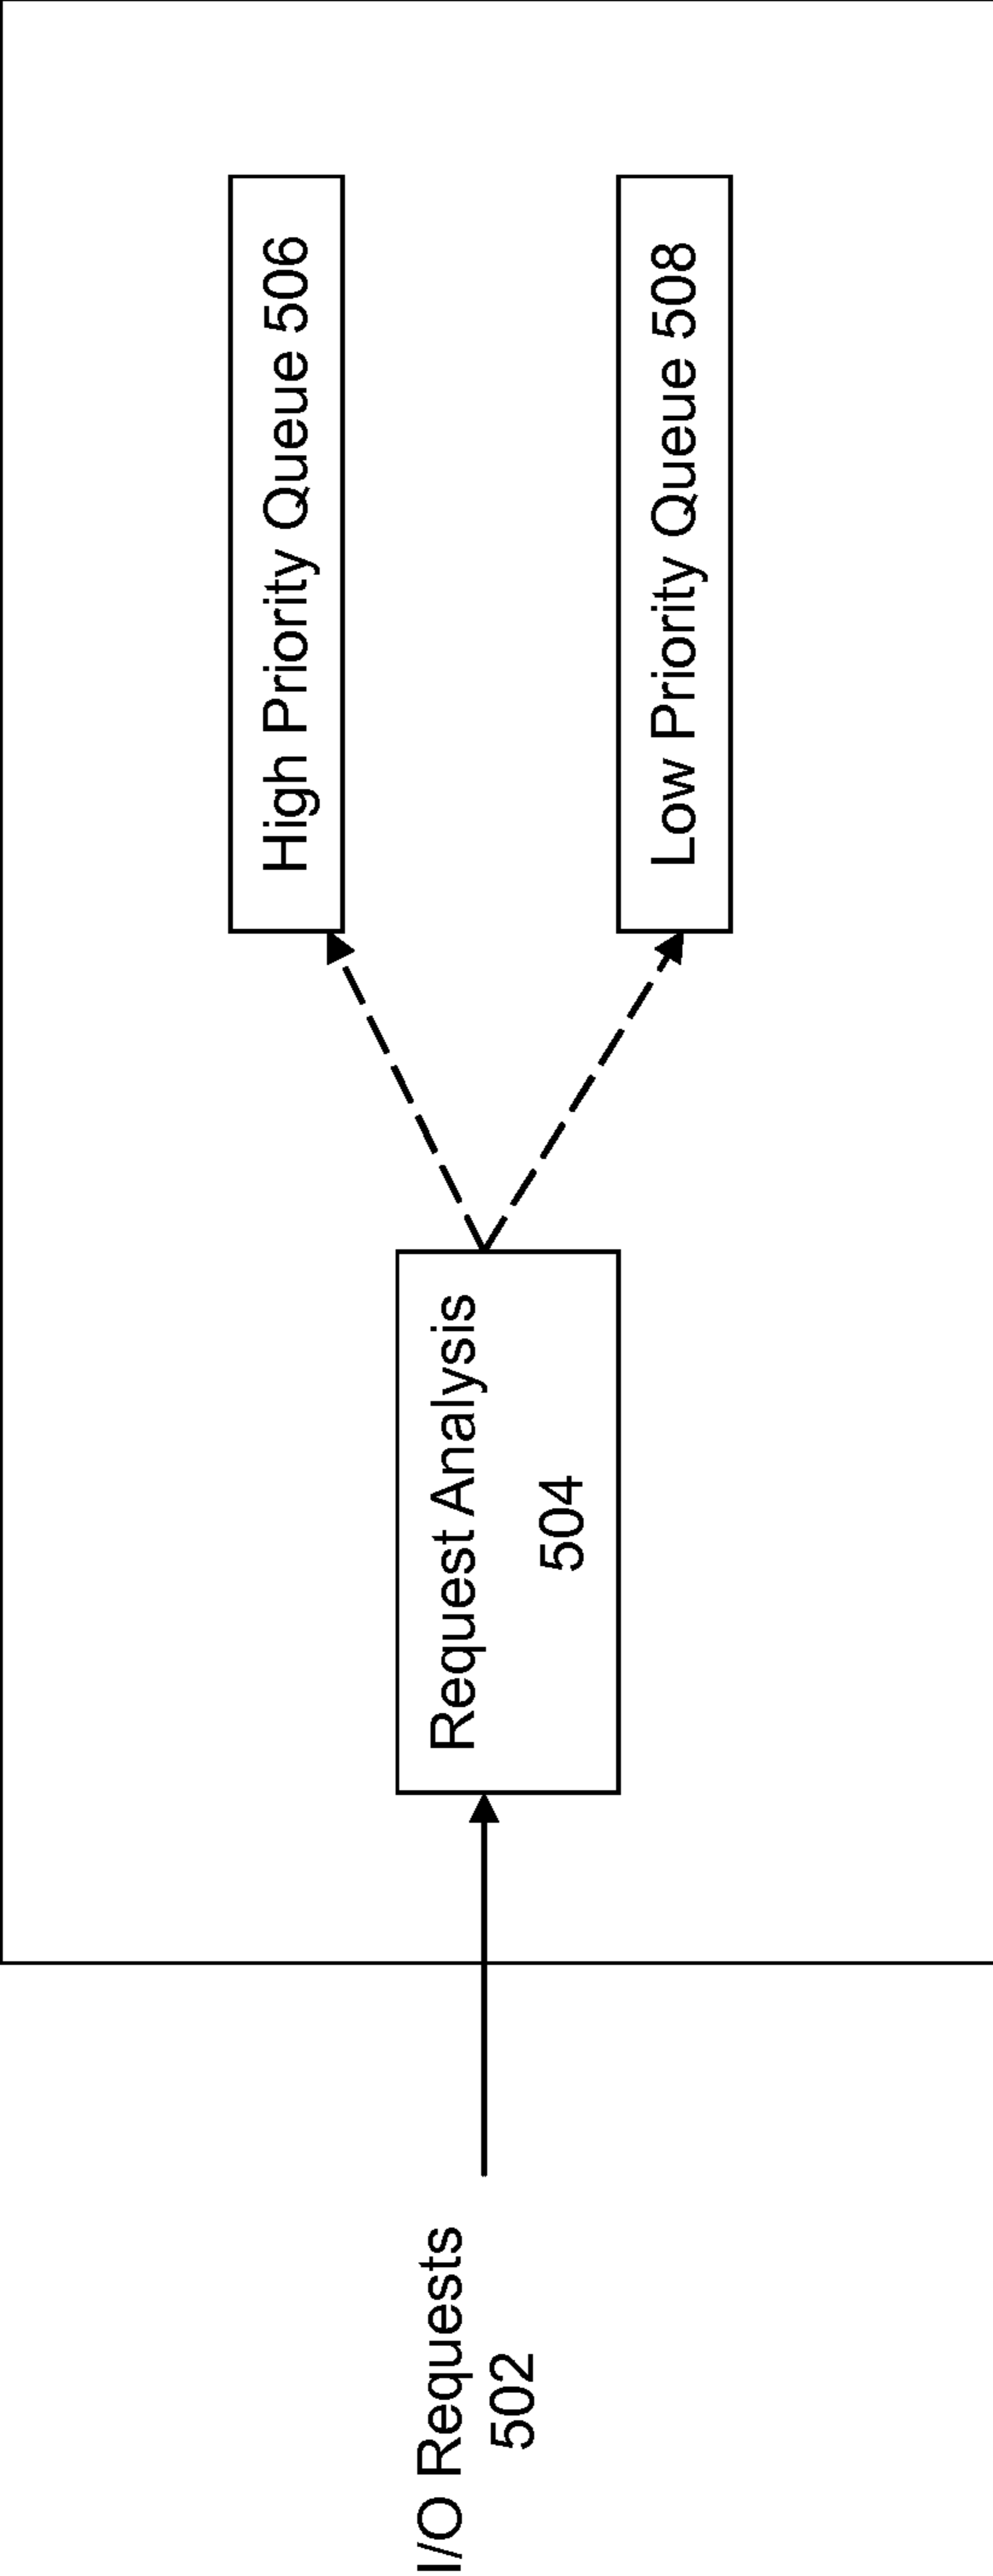 I/O Requests
502
Request Analysis
504
High Priority Queue 506
Low Priority Queue 508